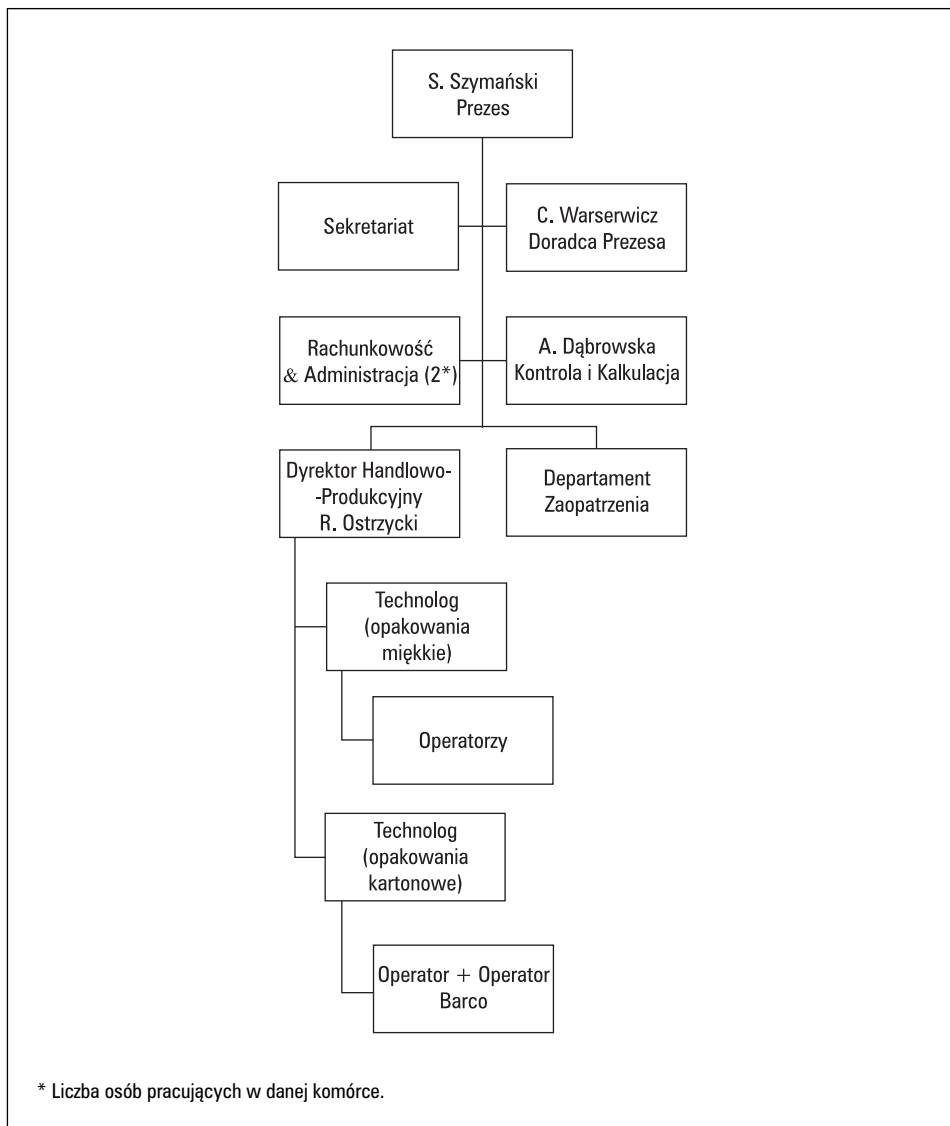 S. Szymański
Prezes
Sekretariat
C. Warserwicz
Doradca Prezesa
Rachunkowość
& Administracja (2*)
A. Dąbrowska
Kontrola i Kalkulacja
Dyrektor Handlowo-
-Produkcyjny
R. Ostrzycki
Departament
Zaopatrzenia
Technolog
(opakowania
miękkie)
Operatorzy
Technolog
(opakowania
kartonowe)
Operator + Operator
Barco
* Liczba osób pracujących w danej komórce.